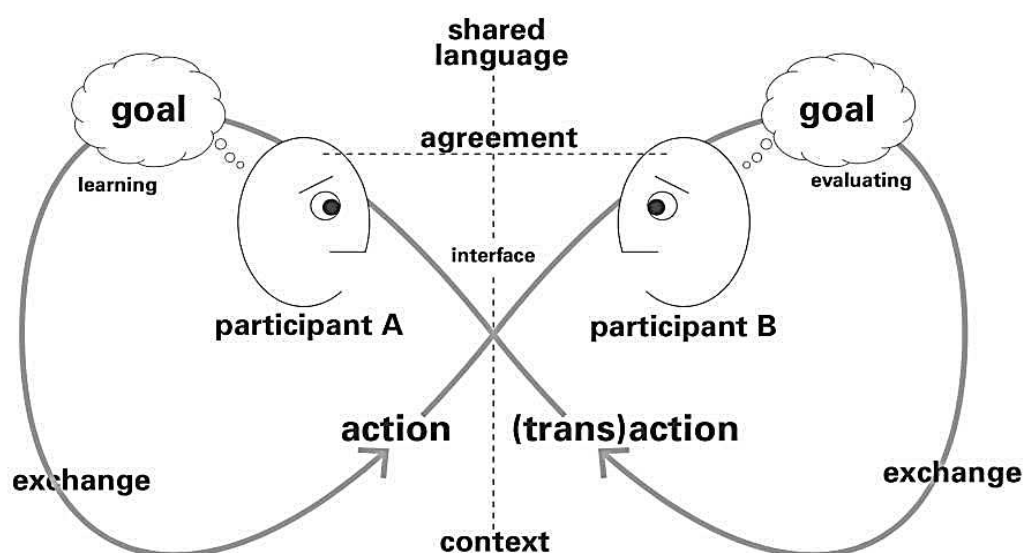 shared
language
goal
goal
agreement
learning
evaluating
interface
participant A
participant B
action
(trans)action
exchange
exchange
context